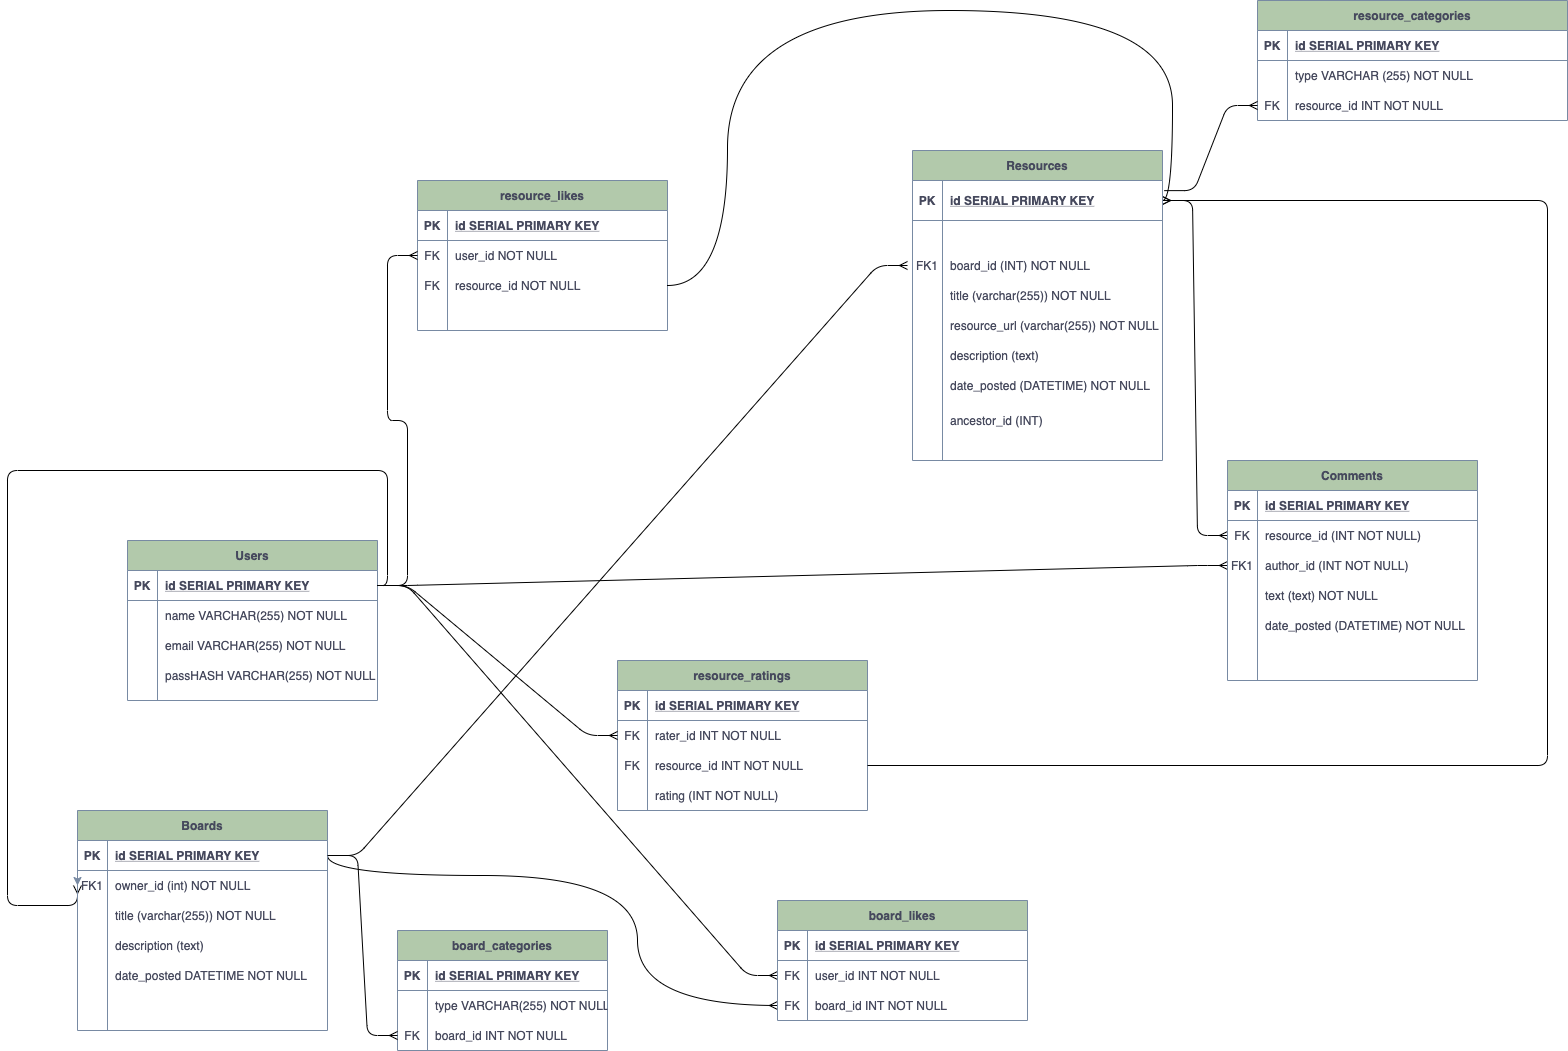 resource_categories
PK id SERIAL PRIMARY KEY
type VARCHAR (255) NOT NULL
FK resource_id INT NOT NULL
Resources
PK id SERIAL PRIMARY KEY
FK1 board_id (INT) NOT NULL
title (varchar(255)) NOT NULL
resource_url (varchar(255)) NOT NULL
description (text)
date_posted (DATETIME) NOT NULL
ancestor_id (INT)
resource_likes
PK id SERIAL PRIMARY KEY
FK user_id NOT NULL
FK resource_id NOT NULL
Comments
PK id SERIAL PRIMARY KEY
FK resource_id (INT NOT NULL)
FK1 author_id (INT NOT NULL)
text (text) NOT NULL
date_posted (DATETIME) NOT NULL
Users
PK id SERIAL PRIMARY KEY
name VARCHAR(255) NOT NULL
email VARCHAR(255) NOT NULL
passHASH VARCHAR(255) NOT NULL
resource_ratings
PK id SERIAL PRIMARY KEY
FK rater_id INT NOT NULL
FK resource_id INT NOT NULL
rating (INT NOT NULL)
Boards
PK id SERIAL PRIMARY KEY
FK1 owner_id (int) NOT NULL
title (varchar(255)) NOT NULL
description (text)
date_posted DATETIME NOT NULL
board_categories
PK id SERIAL PRIMARY KEY
type VARCHAR(255) NOT NULL
FK board_id INT NOT NULL
board_likes
PK id SERIAL PRIMARY KEY
FK user_id INT NOT NULL
FK board_id INT NOT NULL